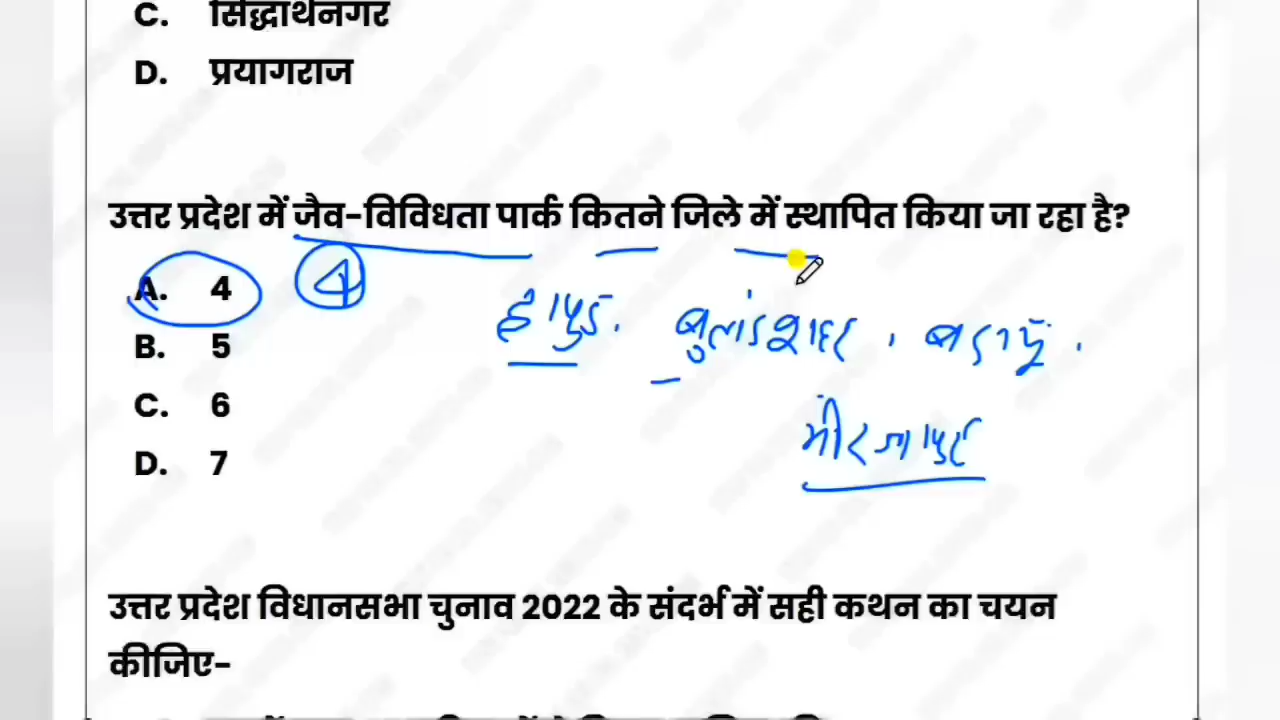 C. सिद्धार्थनगर
D. प्रयागराज
उत्तर प्रदेश में जैव-विविधता पार्क कितने जिले में स्थापित किया जा रहा है?
A. 4 4
हापुड़. बुलंदशहर, बदायूं.
B. 5
C. 6
मीरजापुर
D. 7
उत्तर प्रदेश विधानसभा चुनाव 2022 के संदर्भ में सही कथन का चयन
कीजिए-